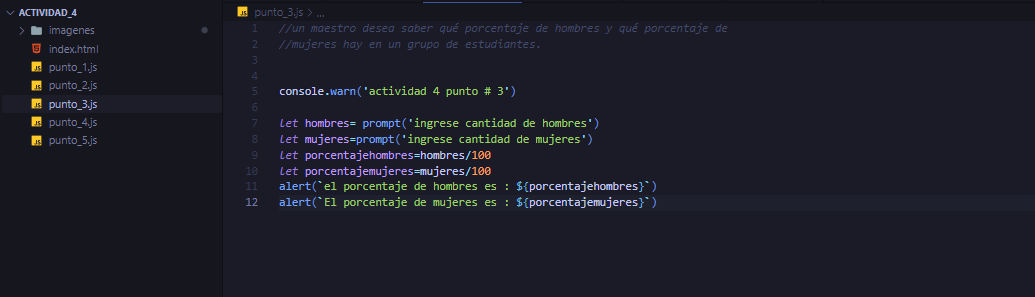 ACTIVIDAD_4
imagenes
index.html
punto_1.js
punto_2.js
punto_3.js
punto_4.js
punto_5.js
punto_3.js > ...
1 //un maestro desea saber qué porcentaje de hombres y qué porcentaje de
2 //mujeres hay en un grupo de estudiantes.
3
4
5 console.warn('actividad 4 punto # 3')
6
7 let hombres= prompt('ingrese cantidad de hombres')
8 let mujeres=prompt('ingrese cantidad de mujeres')
9 let porcentajehombres=hombres/100
10 let porcentajemujeres=mujeres/100
11 alert(`el porcentaje de hombres es : ${porcentajehombres}`)
12 alert(`El porcentaje de mujeres es : ${porcentajemujeres}`)